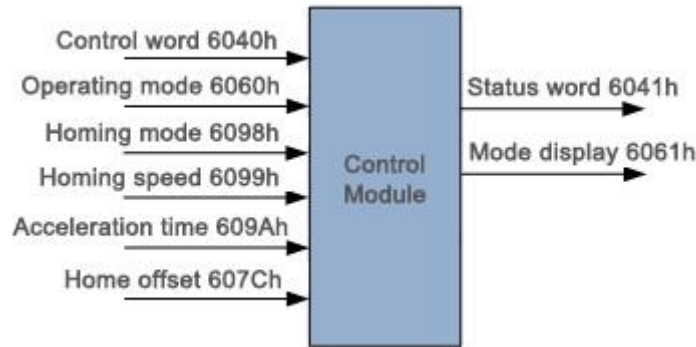 Control word 6040h
Operating mode 6060h
Homing mode 6098h
Homing speed 6099h
Acceleration time 609Ah
Home offset 607Ch
Control
Module
Status word 6041h
Mode display 6061h